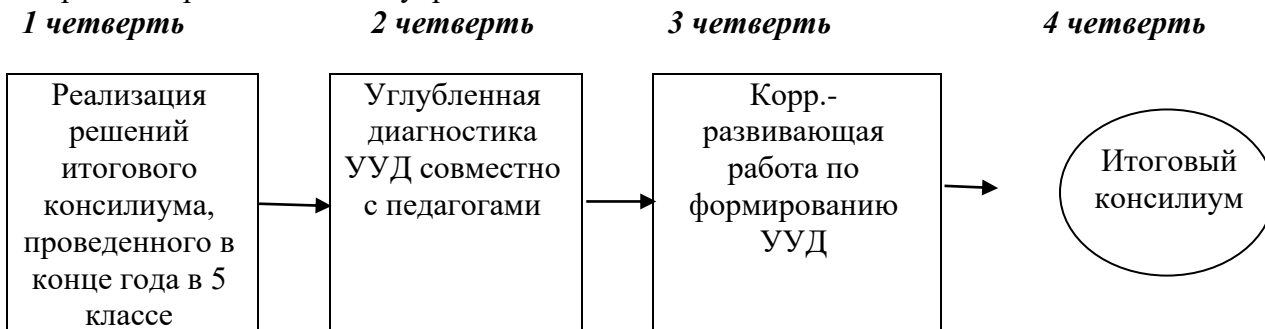 1 четверть
2 четверть
3 четверть
4 четверть
Реализация
решений
итогового
консилиума,
проведенного в
конце года в 5
классе
Углубленная
диагностика
УУД совместно
с педагогами
Корр.-
развивающая
работа по
формированию
УУД
Итоговый
консилиум